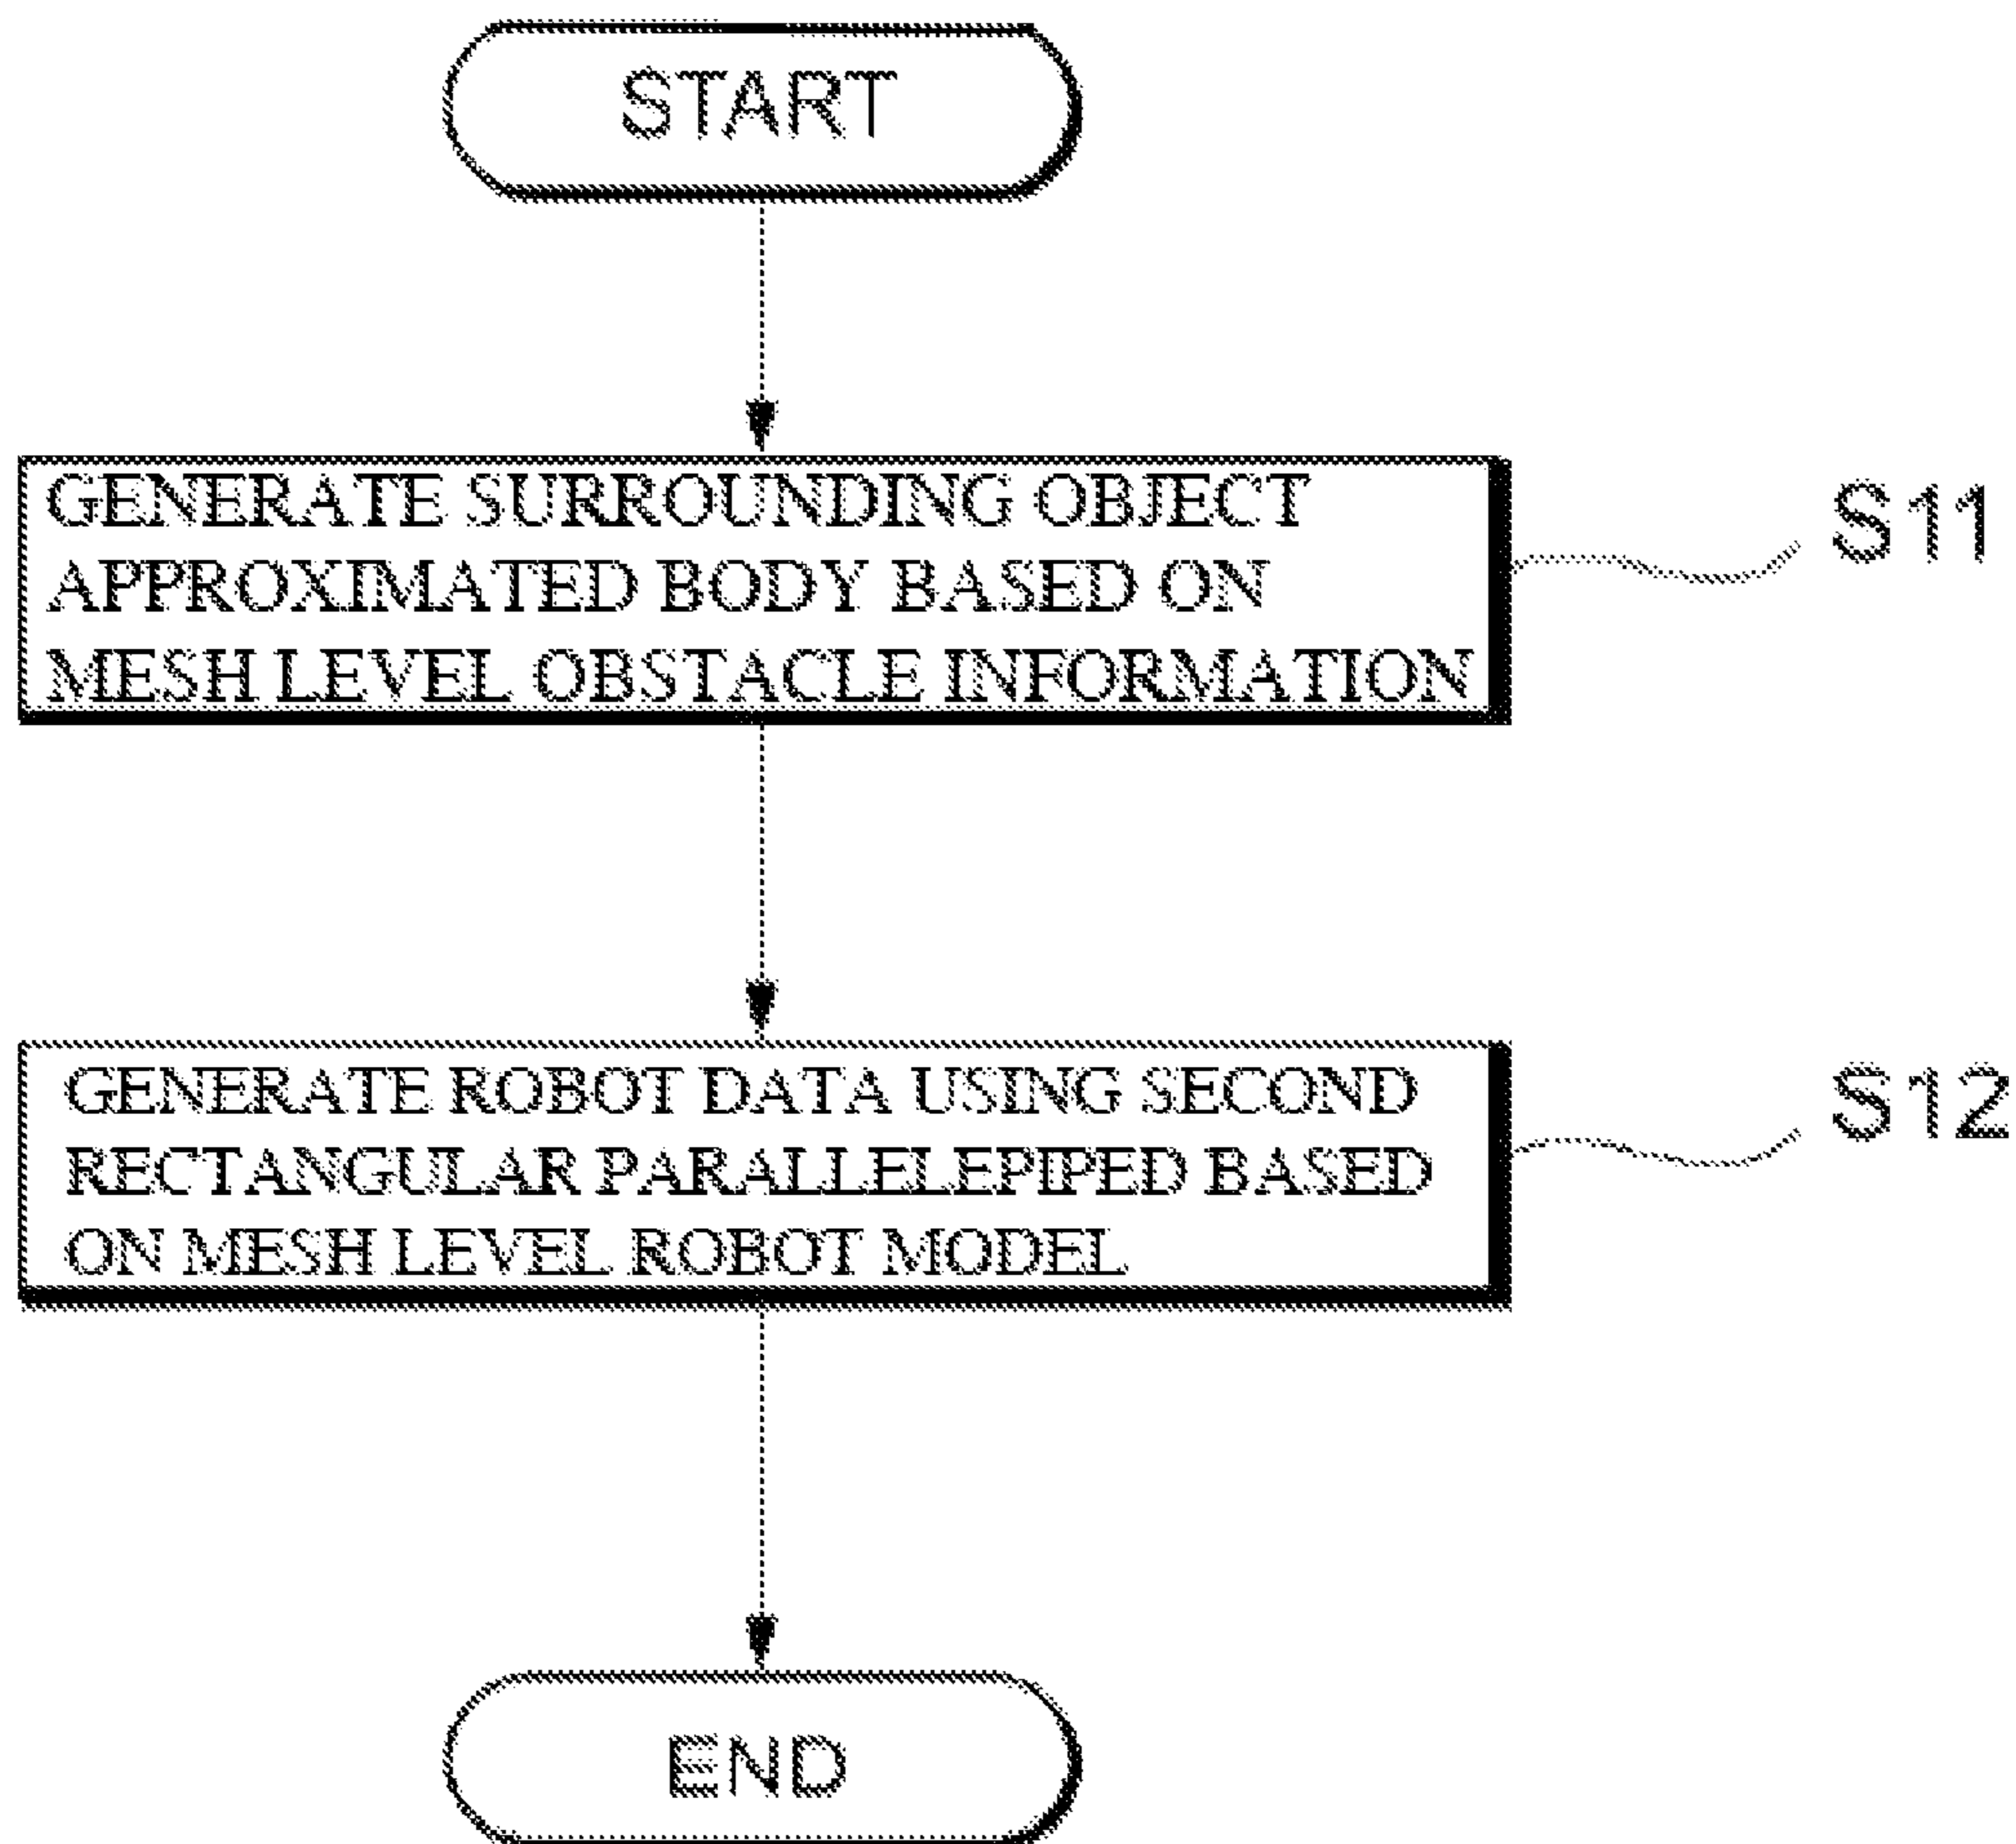 START
GENERATE SURROUNDING OBJECT
APPROXIMATED BODY BASED ON
MESH LEVEL OBSTACLE INFORMATION
S11
GENERATE ROBOT DATA USING SECOND
RECTANGULAR PARALLELEPIPED BASED
ON MESH LEVEL ROBOT MODEL
S12
END